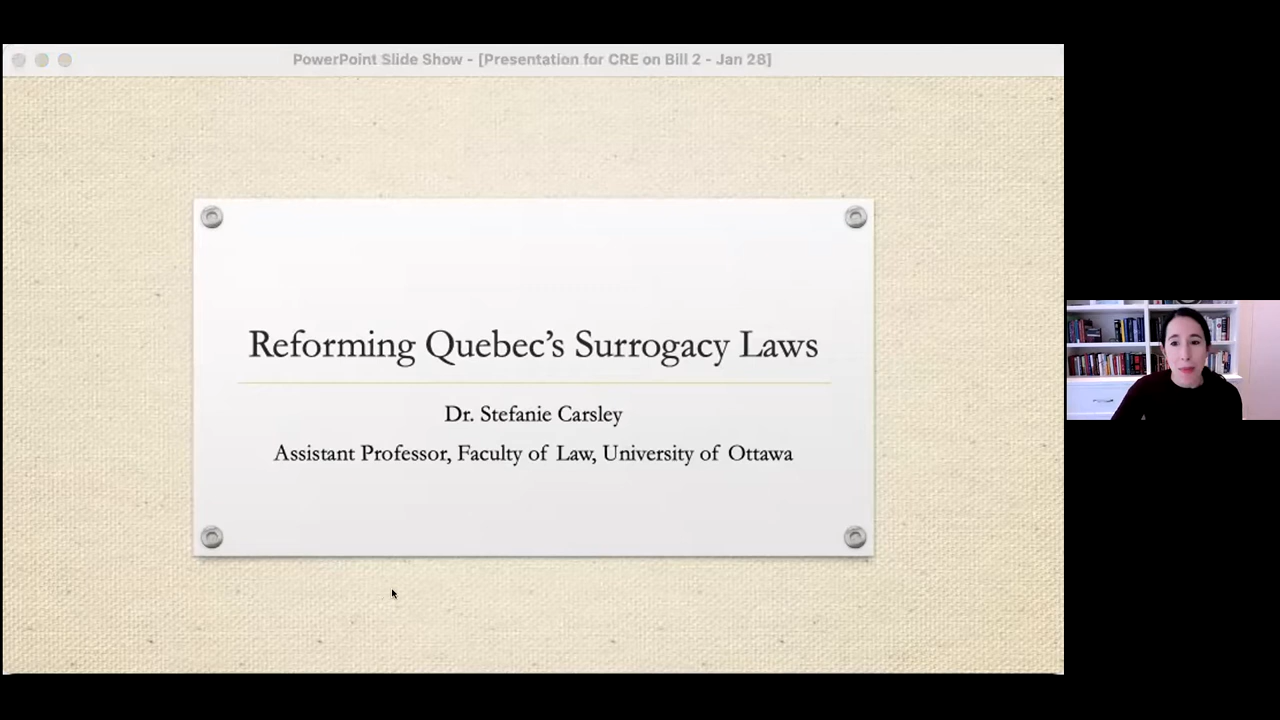 PowerPoint Slide Show - [Presentation for CRE on Bill 2 - Jan 28]
Reforming Quebec’s Surrogacy Laws
Dr. Stefanie Carsley
Assistant Professor, Faculty of Law, University of Ottawa